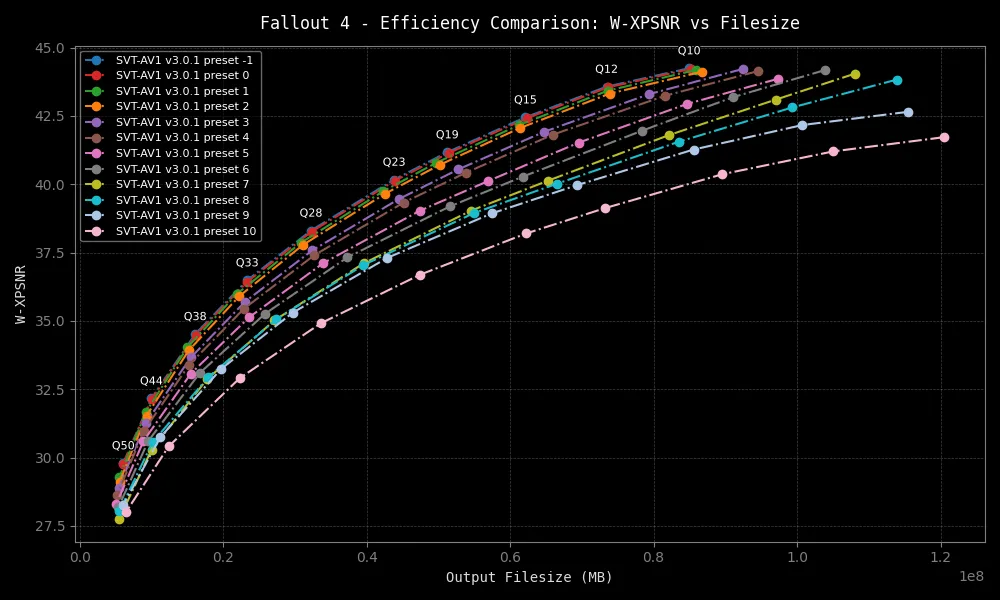 Fallout 4 - Efficiency Comparison: W-XPSNR vs Filesize
SVT-AV1 v3.0.1 preset -1
SVT-AV1 v3.0.1 preset 0
SVT-AV1 v3.0.1 preset 1
SVT-AV1 v3.0.1 preset 2
SVT-AV1 v3.0.1 preset 3
SVT-AV1 v3.0.1 preset 4
SVT-AV1 v3.0.1 preset 5
SVT-AV1 v3.0.1 preset 6
SVT-AV1 v3.0.1 preset 7
SVT-AV1 v3.0.1 preset 8
SVT-AV1 v3.0.1 preset 9
SVT-AV1 v3.0.1 preset 10
Q10
Q12
Q15
Q19
Q23
Q28
Q33
Q38
Q44
Q50
W-XPSNR
45.0
42.5
40.0
37.5
35.0
32.5
30.0
27.5
0.0 0.2 0.4 0.6 0.8 1.0 1.2
1e8
Output Filesize (MB)